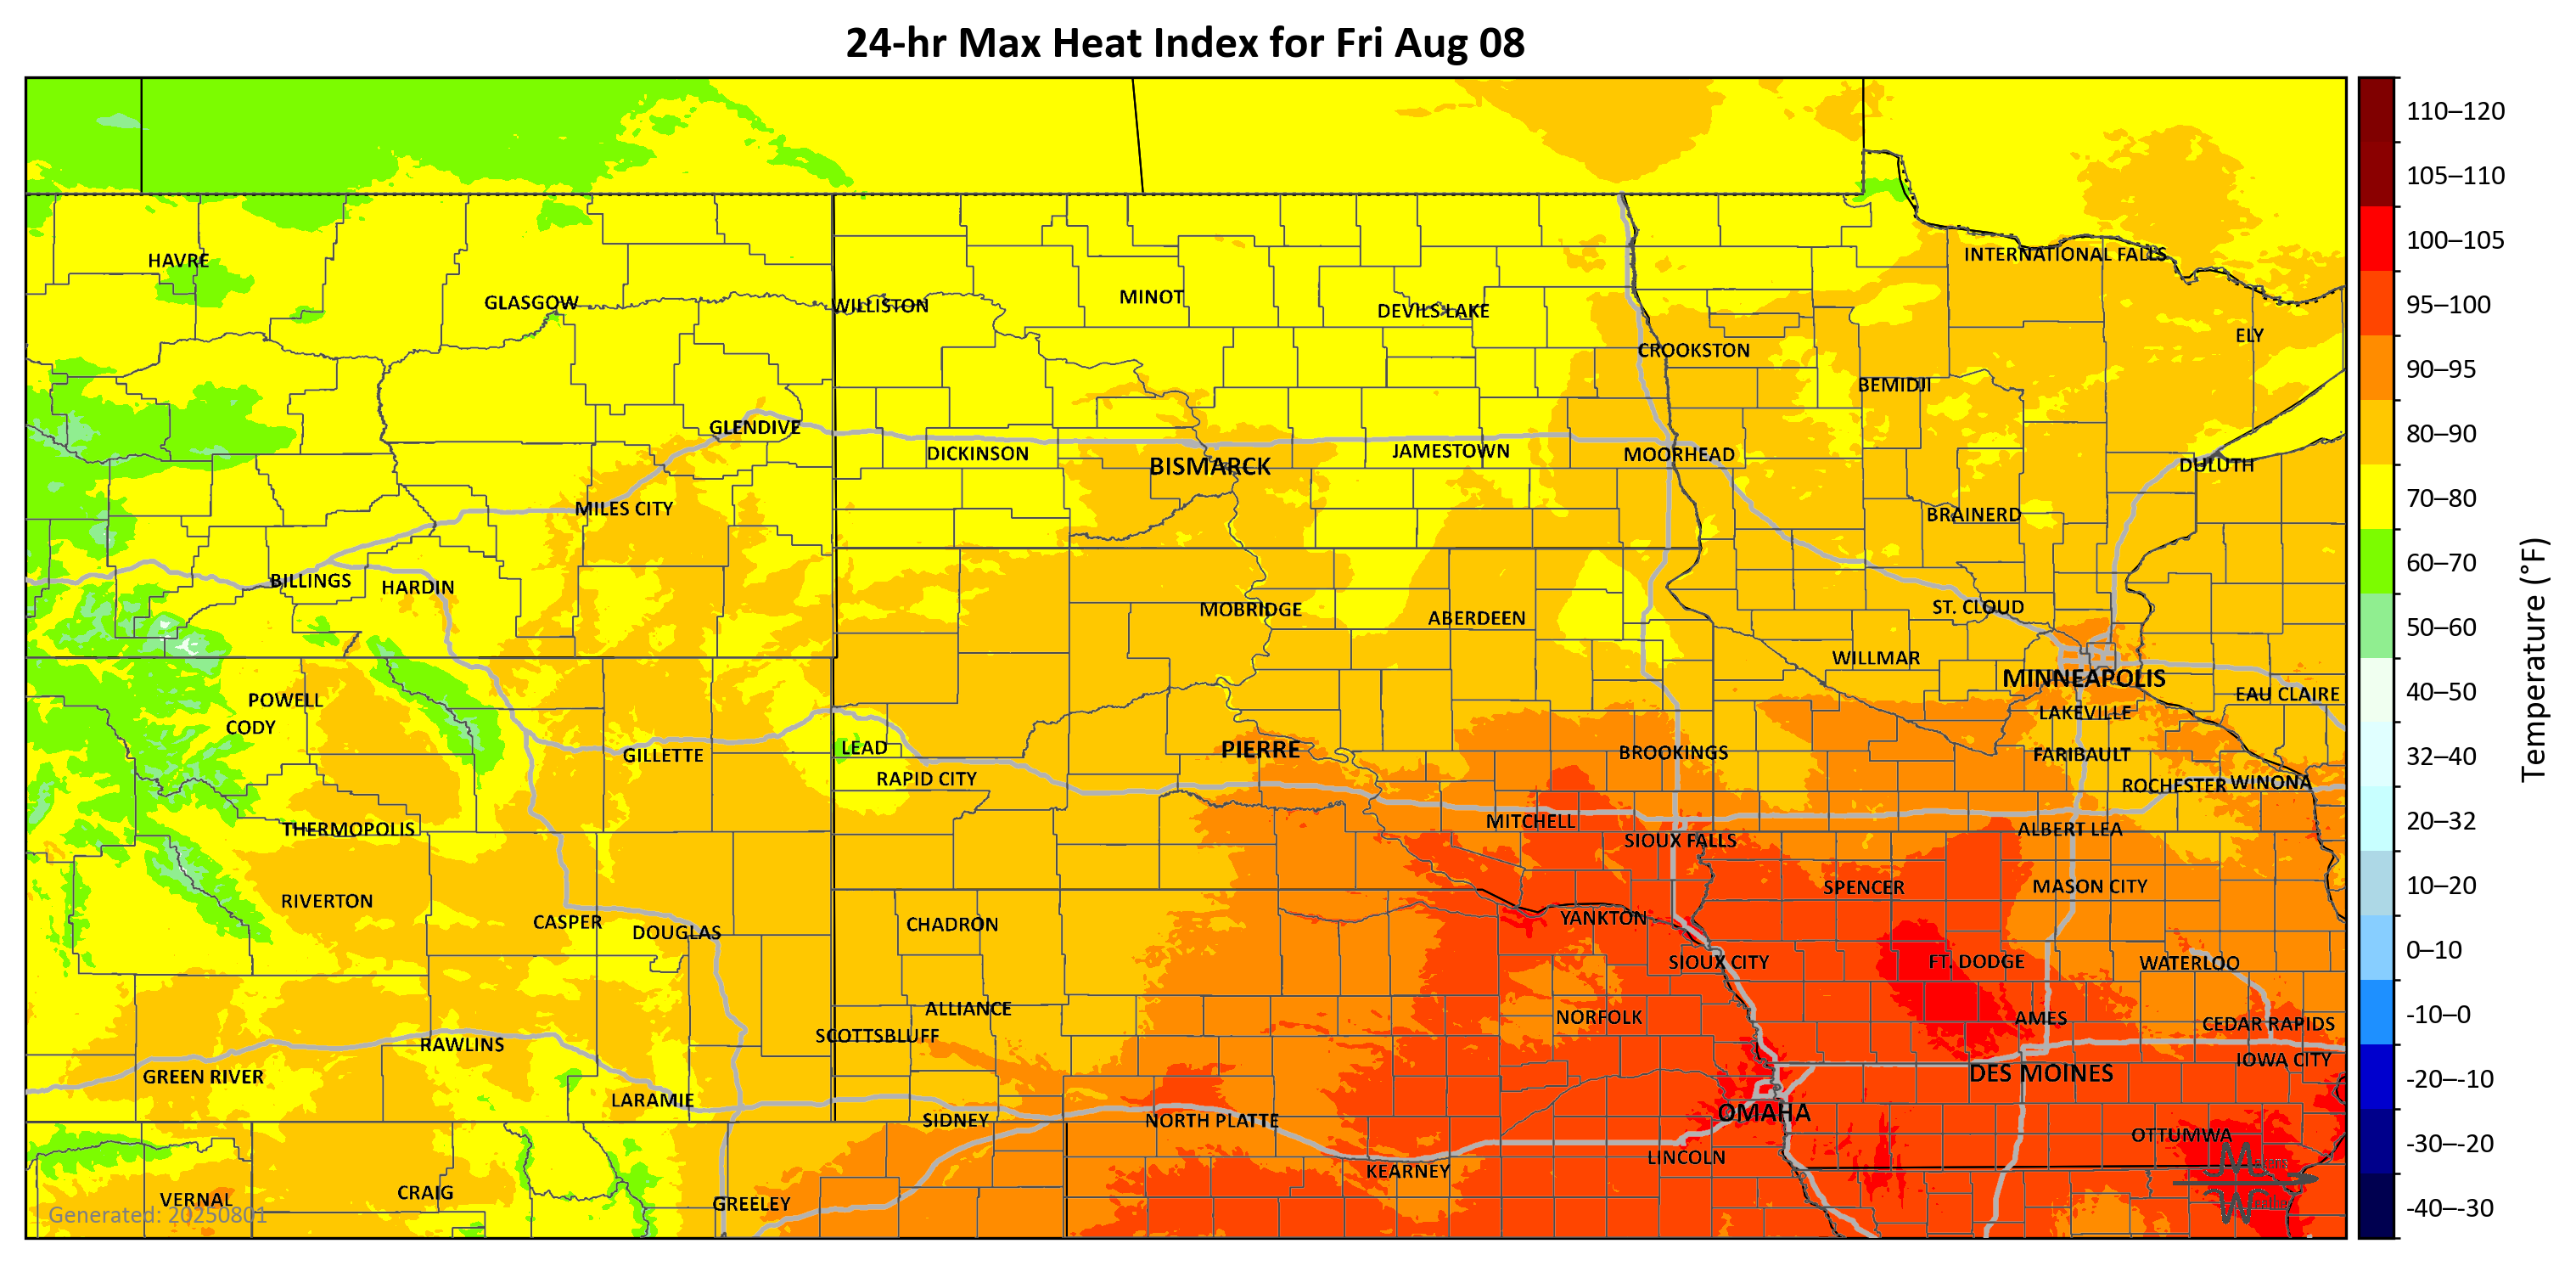 24-hr Max Heat Index for Fri Aug 08
HAVRE
INTERNATIONAL FALLS
GLASGOW
WILLISTON
MINOT
DEVILS LAKE
ELY
CROOKSTON
BEMIDJI
GLENDIVE
DICKINSON
BISMARCK
JAMESTOWN
MOORHEAD
DULUTH
MILES CITY
BRAINERD
BILLINGS
HARDIN
MOBRIDGE
ABERDEEN
ST. CLOUD
WILLMAR
MINNEAPOLIS
EAU CLAIRE
POWELL
CODY
LAKEVILLE
GILLETTE
LEAD
PIERRE
BROOKINGS
FARIBAULT
RAPID CITY
ROCHESTER
WINONA
THERMOPOLIS
MITCHELL
SIOUX FALLS
ALBERT LEA
RIVERTON
SPENCER
MASON CITY
CASPER
DOUGLAS
CHADRON
YANKTON
SIOUX CITY
FT. DODGE
WATERLOO
ALLIANCE
NORFOLK
AMES
CEDAR RAPIDS
SCOTTSBLUFF
RAWLINS
IOWA CITY
GREEN RIVER
DES MOINES
LARAMIE
SIDNEY
NORTH PLATTE
OMAHA
OTTUMWA
KEARNEY
LINCOLN
VERNAL
CRAIG
GREELEY
Generated: 20250801
110–120
105–110
100–105
95–100
90–95
80–90
70–80
60–70
50–60
40–50
32–40
20–32
10–20
0–10
-10–0
-20–-10
-30–-20
-40–-30
Temperature (°F)